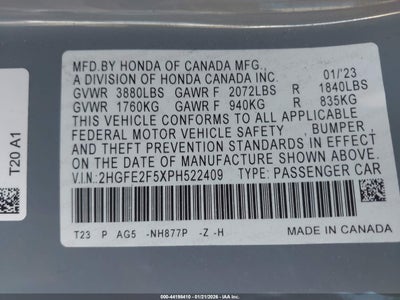 MFD.BY HONDA OF CANADA MFG.,
A DIVISION OF HONDA CANADA INC. 01/'23
GVWR 3880LBS GAWR F 2072LBS R 1840LBS
GVWR 1760KG GAWR F 940KG R 835KG
THIS VEHICLE CONFORMS TO ALL APPLICABLE
FEDERAL MOTOR VEHICLE SAFETY , BUMPER ,
AND THEFT PREVENTION STANDARDS IN EFFECT ON
THE DATE OF MANUFACTURE SHOWN ABOVE.
V.I.N: 2HGFE2F5XPH522409 TYPE: PASSENGER CAR
T23 P AG5 -NH877P -Z -H MADE IN CANADA
T20 A1
000-44198410 - 01/21/2026 - IAA, Inc.